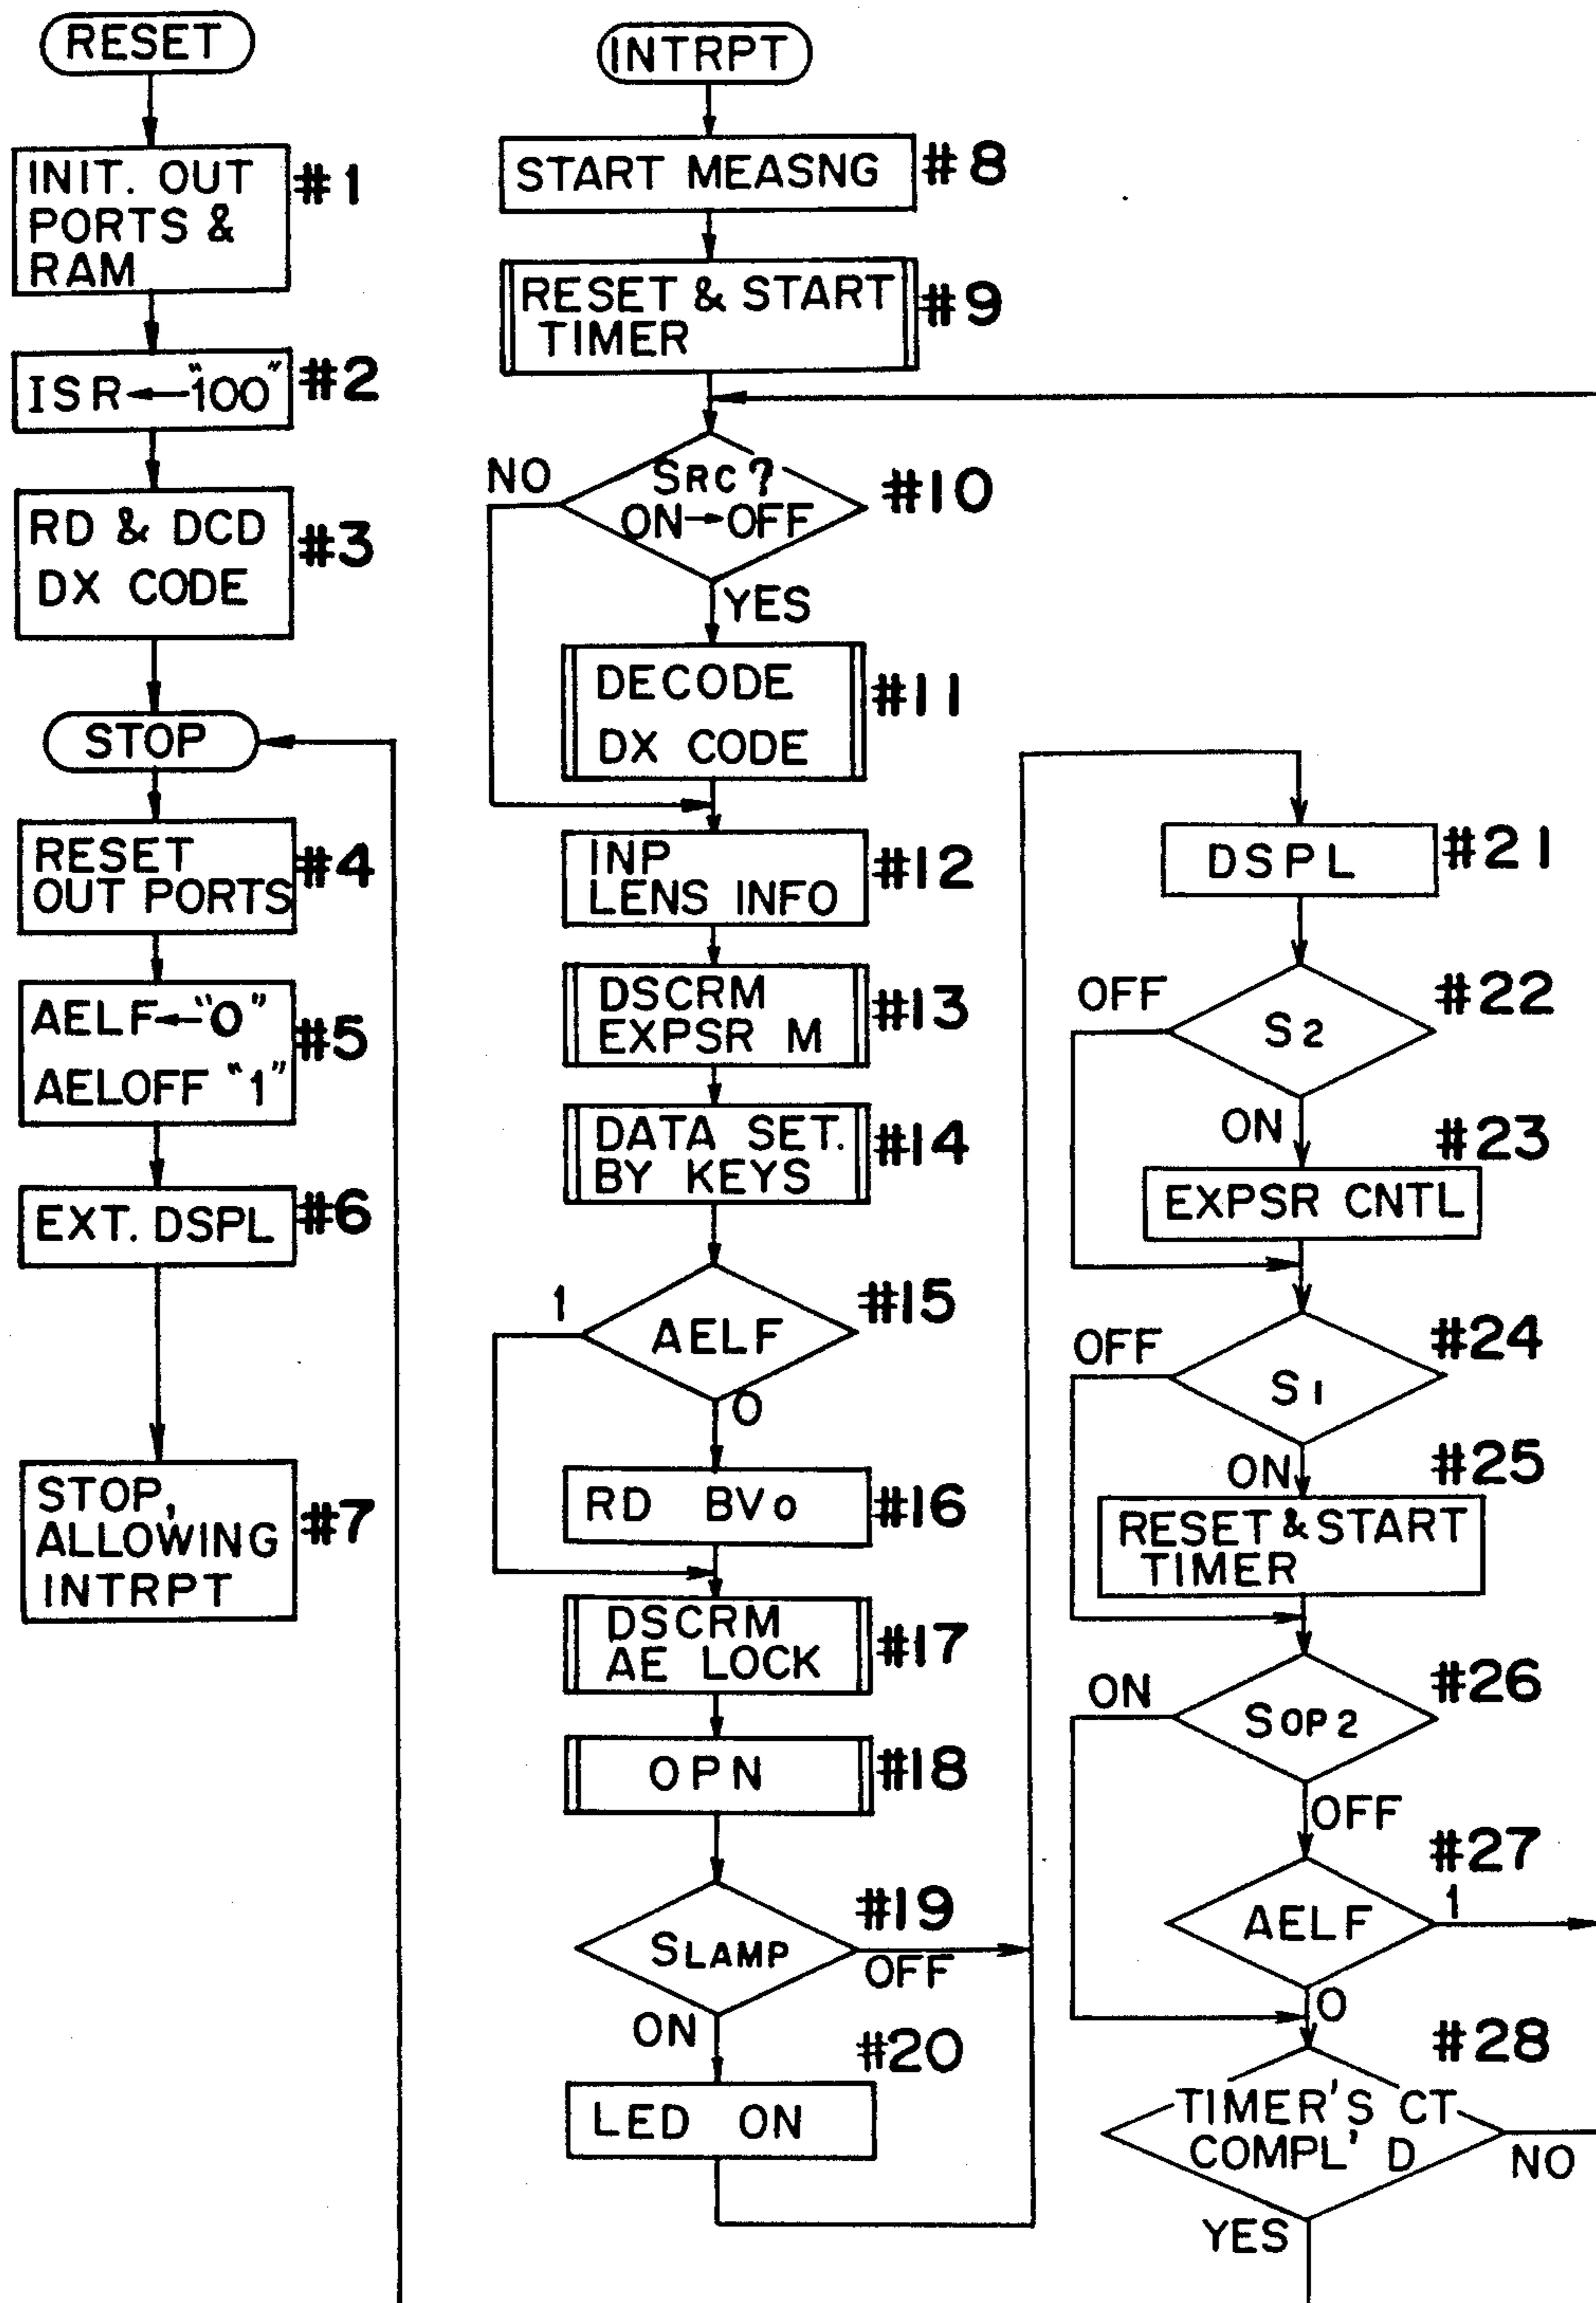 RESET
INIT. OUT
PORTS &
RAM
#1
ISR←"100"
#2
RD & DCD
DX CODE
#3
STOP
RESET
OUT PORTS
#4
AELF←"0"
AELOFF "1"
#5
EXT. DSPL
#6
STOP,
ALLOWING
INTRPT
#7
INTRPT
START MEASNG
#8
RESET & START
TIMER
#9
SRC?
ON→OFF
#10
NO
YES
DECODE
DX CODE
#11
INP
LENS INFO
#12
DSCRM
EXPSR M
#13
DATA SET.
BY KEYS
#14
AELF
#15
1
0
RD BVo
#16
DSCRM
AE LOCK
#17
OPN
#18
SLAMP
#19
OFF
ON
#20
LED ON
DSPL
#21
OFF
S2
#22
ON
#23
EXPSR CNTL
OFF
S1
#24
ON
#25
RESET & START
TIMER
ON
SOP2
#26
OFF
#27
AELF
1
0
#28
TIMER'S CT
COMPL'D
NO
YES